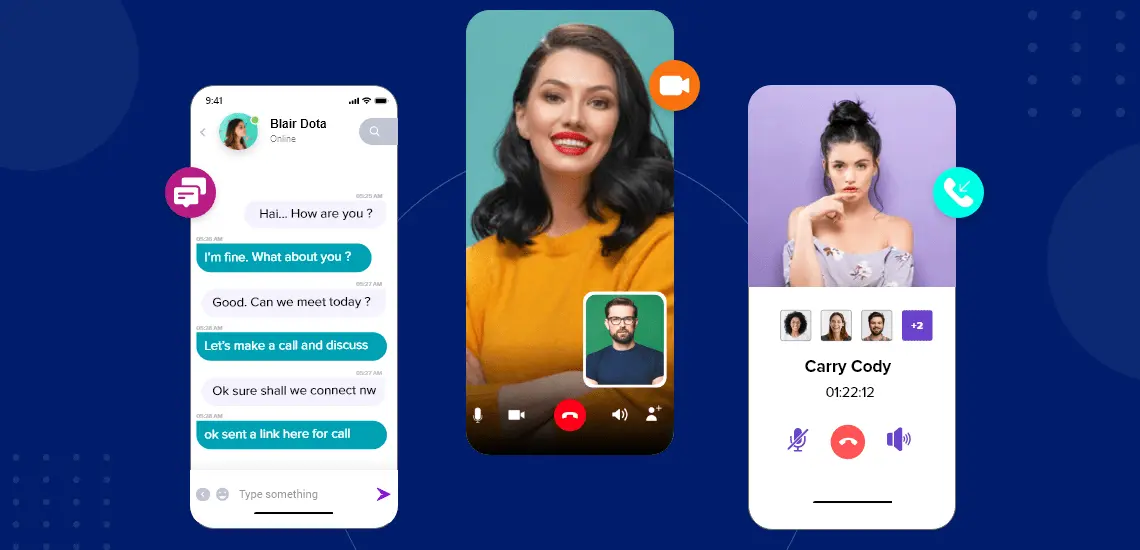 9:41
Blair Dota
Online
05:25 AM
Hai... How are you ?
05:26 AM
I'm fine. What about you ?
05:27 AM
Good. Can we meet today ?
05:28 AM
Let's make a call and discuss
05:27 AM
Ok sure shall we connect nw
05:28 AM
ok sent a link here for call
Type something
+2
Carry Cody
01:22:12